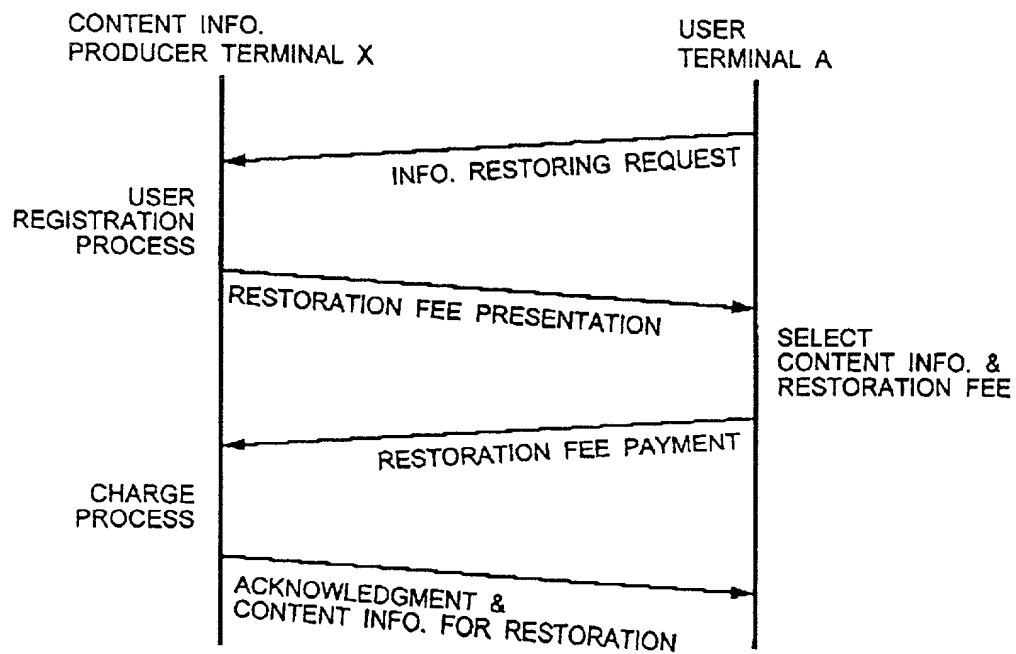 CONTENT INFO.
PRODUCER TERMINAL X
USER
TERMINAL A
INFO. RESTORING REQUEST
USER
REGISTRATION
PROCESS
RESTORATION FEE PRESENTATION
SELECT
CONTENT INFO. &
RESTORATION FEE
RESTORATION FEE PAYMENT
CHARGE
PROCESS
ACKNOWLEDGMENT &
CONTENT INFO. FOR RESTORATION